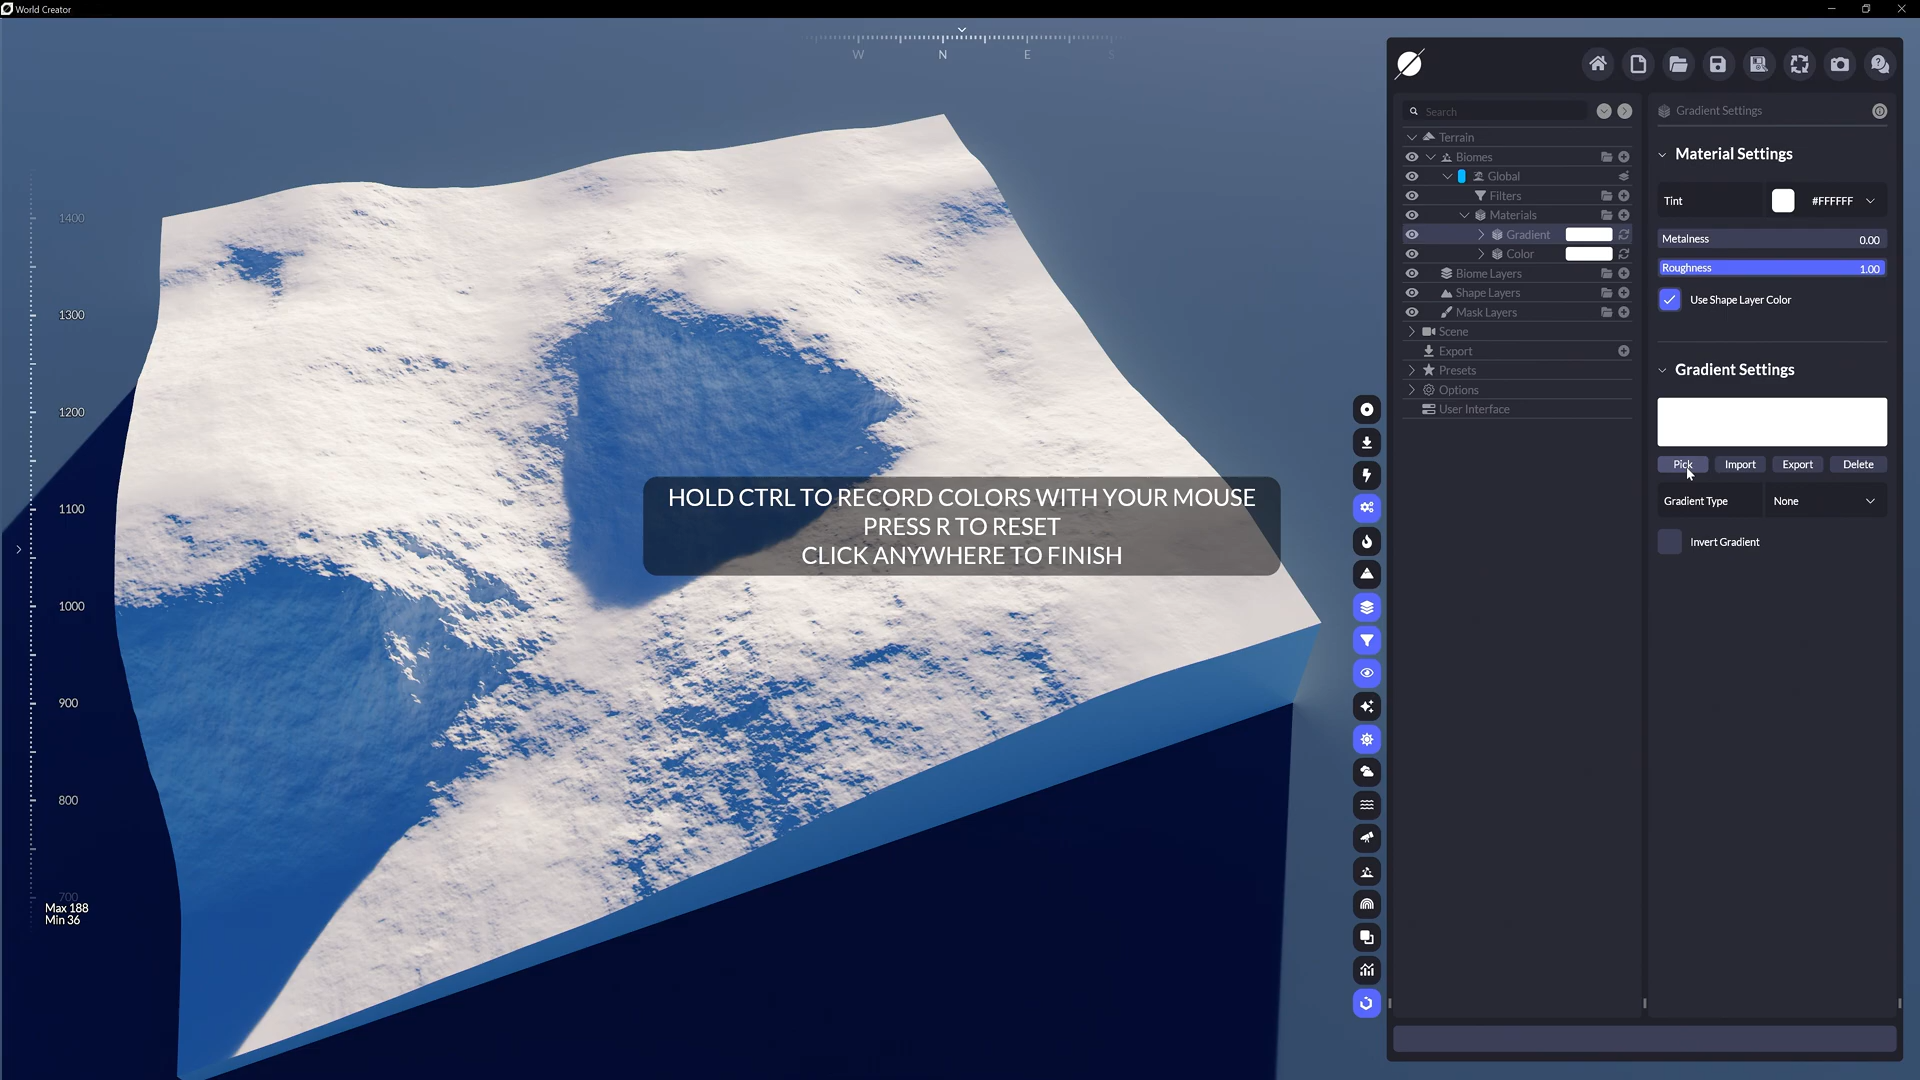 World Creator
W N E S
Search
Gradient Settings
Terrain
Biomes
Material Settings
Global
Filters
Tint #FFFFFF
Materials
Gradient
Metalness 0.00
Color
Roughness 1.00
Biome Layers
Shape Layers
Use Shape Layer Color
Mask Layers
Scene
Export
Presets
Gradient Settings
Options
User Interface
Pick Import Export Delete
Gradient Type None
Invert Gradient
HOLD CTRL TO RECORD COLORS WITH YOUR MOUSE
PRESS R TO RESET
CLICK ANYWHERE TO FINISH
1400
1300
1200
1100
1000
900
800
700
Max 188
Min 36